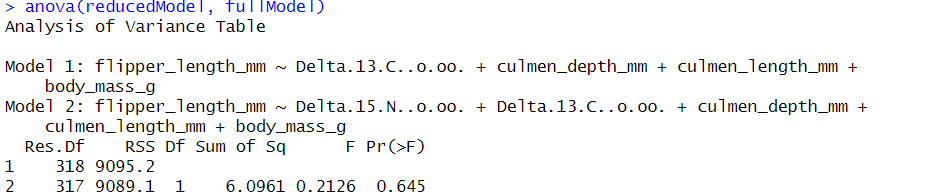 > anova(reducedModel, fullModel)
Analysis of Variance Table
Model 1: flipper_length_mm ~ Delta.13.C..o.oo. + culmen_depth_mm + culmen_length_mm +
body_mass_g
Model 2: flipper_length_mm ~ Delta.15.N..o.oo. + Delta.13.C..o.oo. + culmen_depth_mm +
culmen_length_mm + body_mass_g
Res.Df RSS Df Sum of Sq F Pr(>F)
1 318 9095.2
2 317 9089.1 1 6.0961 0.2126 0.645